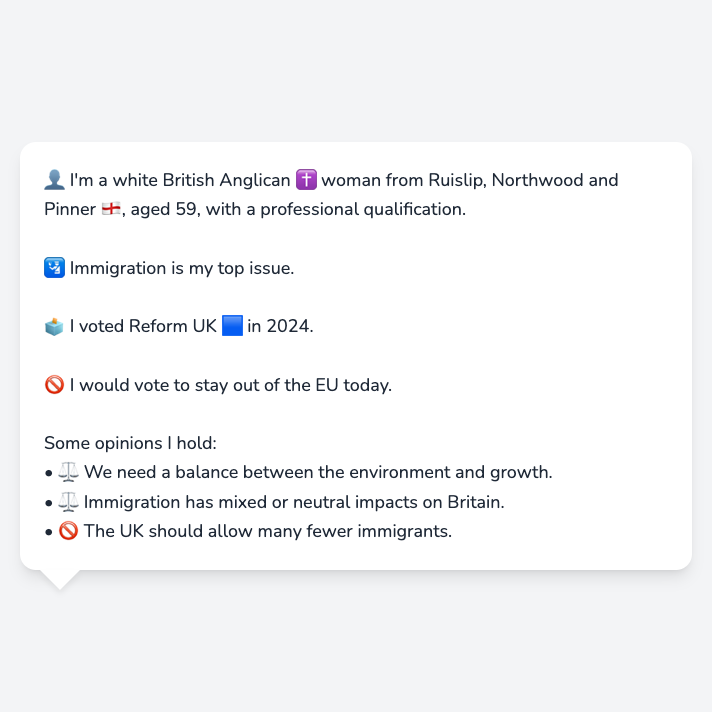 👤 I'm a white British Anglican ✝️ woman from Ruislip, Northwood and
Pinner 🏴󠁧󠁢󠁥󠁮󠁧󠁿, aged 59, with a professional qualification.
🛂 Immigration is my top issue.
🗳️ I voted Reform UK 🟦 in 2024.
🚫 I would vote to stay out of the EU today.
Some opinions I hold:
• ⚖️ We need a balance between the environment and growth.
• ⚖️ Immigration has mixed or neutral impacts on Britain.
• 🚫 The UK should allow many fewer immigrants.